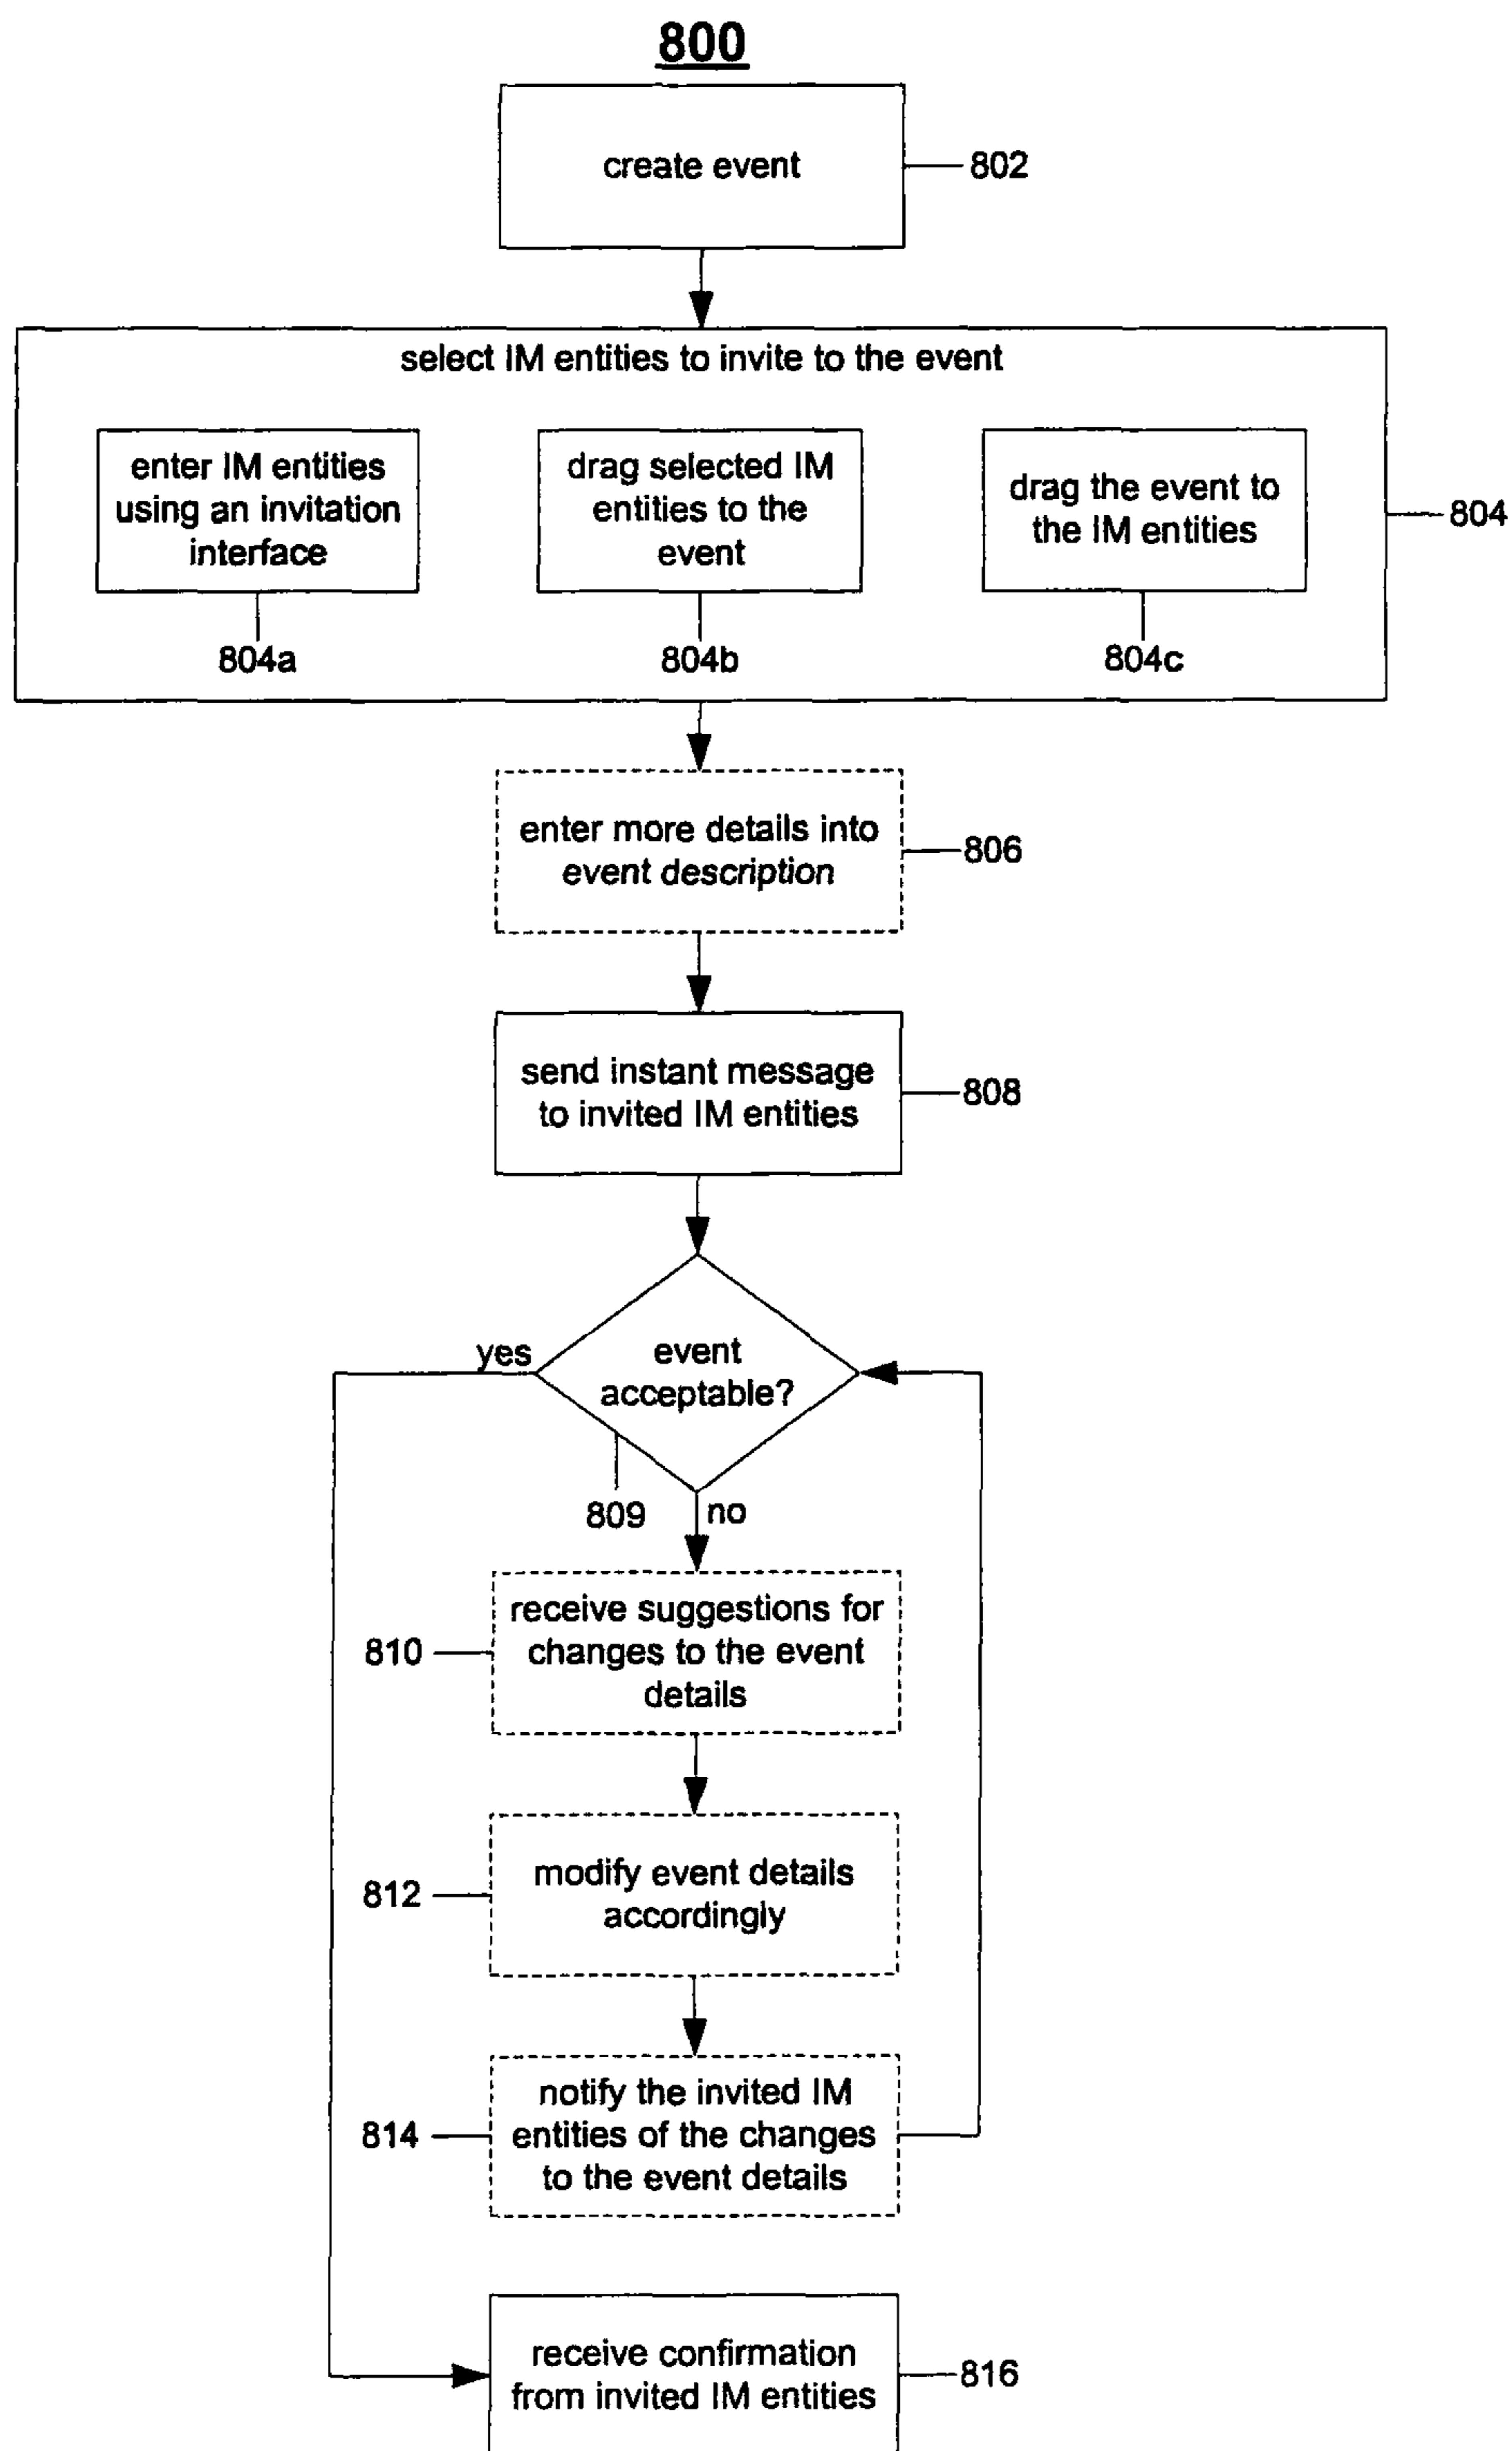 800
create event
802
select IM entities to invite to the event
enter IM entities
using an invitation
interface
804a
drag selected IM
entities to the
event
804b
drag the event to
the IM entities
804c
804
enter more details into
event description
806
send instant message
to invited IM entities
808
event
acceptable?
yes
809
no
receive suggestions for
changes to the event
details
810
modify event details
accordingly
812
notify the invited IM
entities of the changes
to the event details
814
receive confirmation
from invited IM entities
816